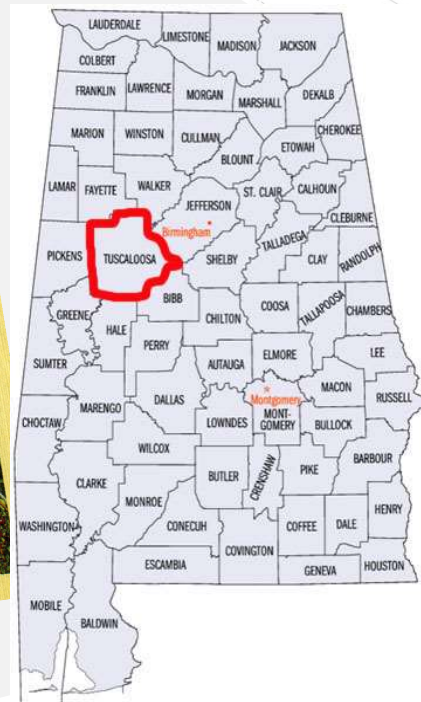 LAUDERDALE
LIMESTONE
MADISON
JACKSON
COLBERT
FRANKLIN
LAWRENCE
MORGAN
MARSHALL
DEKALB
MARION
WINSTON
CULLMAN
CHEROKEE
BLOUNT
ETOWAH
LAMAR
FAYETTE
WALKER
JEFFERSON
ST. CLAIR
CALHOUN
CLEBURNE
Birmingham
PICKENS
TUSCALOOSA
SHELBY
TALLADEGA
CLAY
RANDOLPH
BIBB
GREENE
HALE
CHILTON
COOSA
TALLAPOOSA
CHAMBERS
PERRY
SUMTER
AUTAUGA
ELMORE
LEE
MACON
RUSSELL
CHOCTAW
MARENGO
DALLAS
LOWNDES
Montgomery
MONT-
GOMERY
BULLOCK
WILCOX
BARBOUR
CLARKE
BUTLER
CRENSHAW
PIKE
MONROE
WASHINGTON
CONECUH
COFFEE
DALE
HENRY
COVINGTON
ESCAMBIA
GENEVA
HOUSTON
MOBILE
BALDWIN